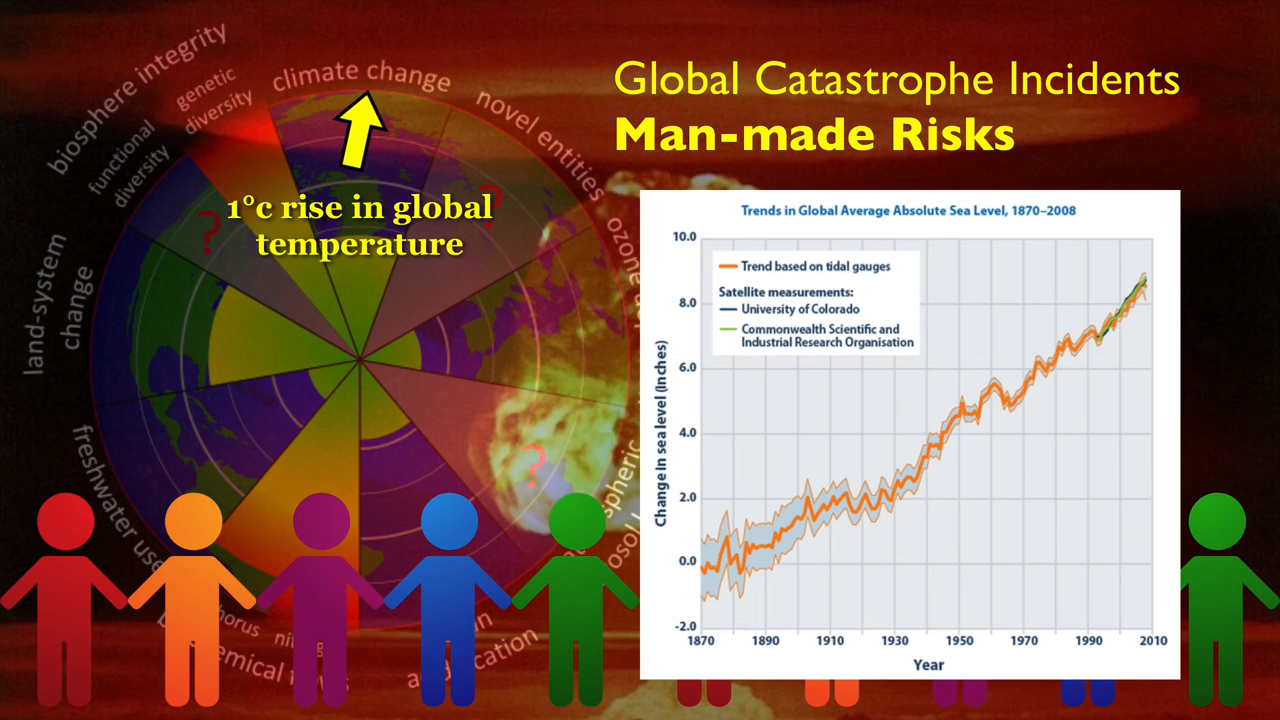 Global Catastrophe Incidents
Man-made Risks
biosphere integrity
genetic
diversity
functional
diversity
climate change
novel entities
land-system
change
freshwater use
1°c rise in global
temperature
?
?
?
Trends in Global Average Absolute Sea Level, 1870–2008
Trend based on tidal gauges
Satellite measurements:
University of Colorado
Commonwealth Scientific and
Industrial Research Organisation
Change in sea level (inches)
10.0
8.0
6.0
4.0
2.0
0.0
-2.0
1870
1890
1910
1930
1950
1970
1990
2010
Year